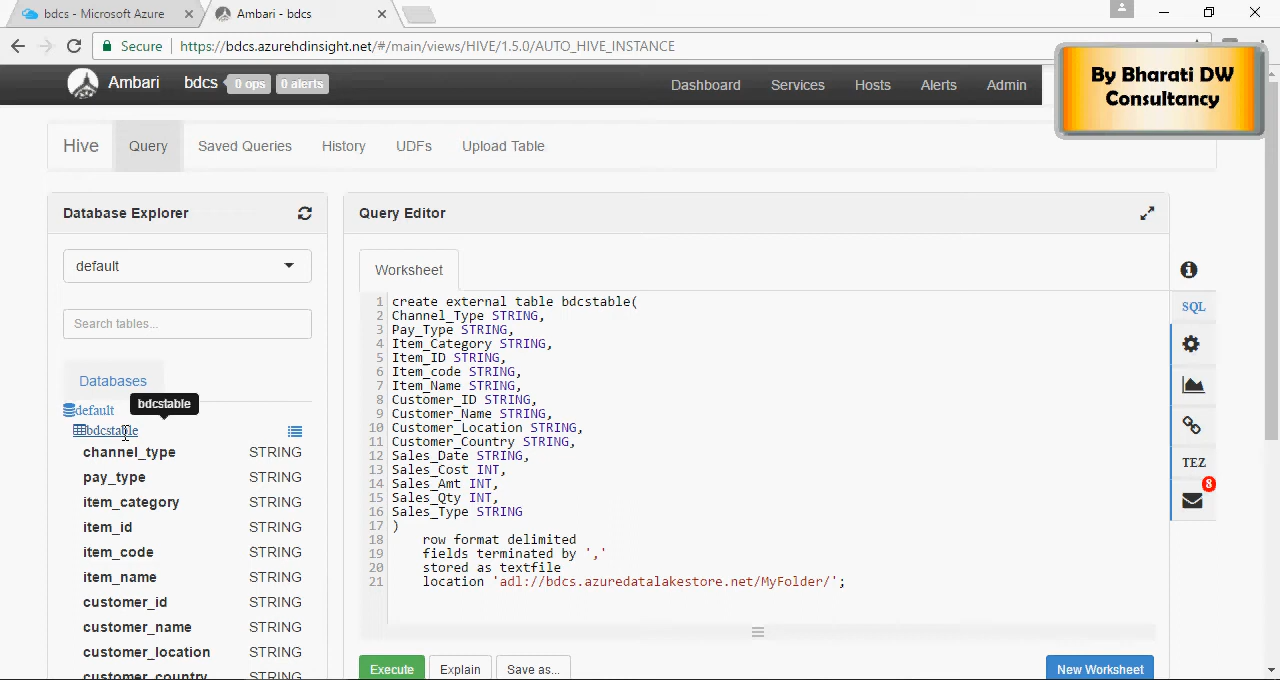 bdcs - Microsoft Azure
Ambari - bdcs
Secure
https://bdcs.azurehdinsight.net/#/main/views/HIVE/1.5.0/AUTO_HIVE_INSTANCE
By Bharati DW
Consultancy
Ambari bdcs 0 ops 0 alerts
Dashboard Services Hosts Alerts Admin
Hive Query Saved Queries History UDFs Upload Table
Database Explorer
default
Search tables...
Databases
default
bdcstable
bdcstable
channel_type STRING
pay_type STRING
item_category STRING
item_id STRING
item_code STRING
item_name STRING
customer_id STRING
customer_name STRING
customer_location STRING
customer_country STRING
Query Editor
Worksheet
1 create external table bdcstable(
2 Channel_Type STRING,
3 Pay_Type STRING,
4 Item_Category STRING,
5 Item_ID STRING,
6 Item_code STRING,
7 Item_Name STRING,
8 Customer_ID STRING,
9 Customer_Name STRING,
10 Customer_Location STRING,
11 Customer_Country STRING,
12 Sales_Date STRING,
13 Sales_Cost INT,
14 Sales_Amt INT,
15 Sales_Qty INT,
16 Sales_Type STRING
17 )
18 row format delimited
19 fields terminated by ','
20 stored as textfile
21 location 'adl://bdcs.azuredatalakestore.net/MyFolder/';
Execute Explain Save as... New Worksheet
SQL
TEZ
8